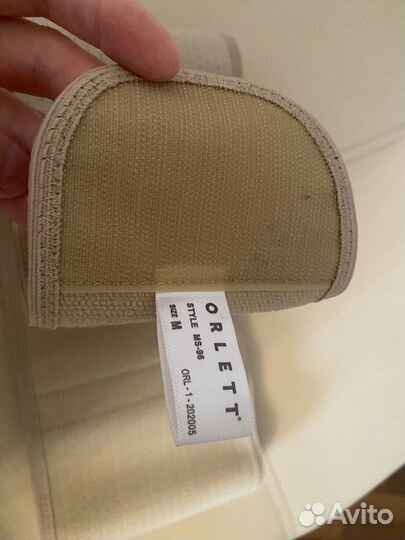 ORLETT®
STYLE MS-96
SIZE M
ORL-1-202005
Avito